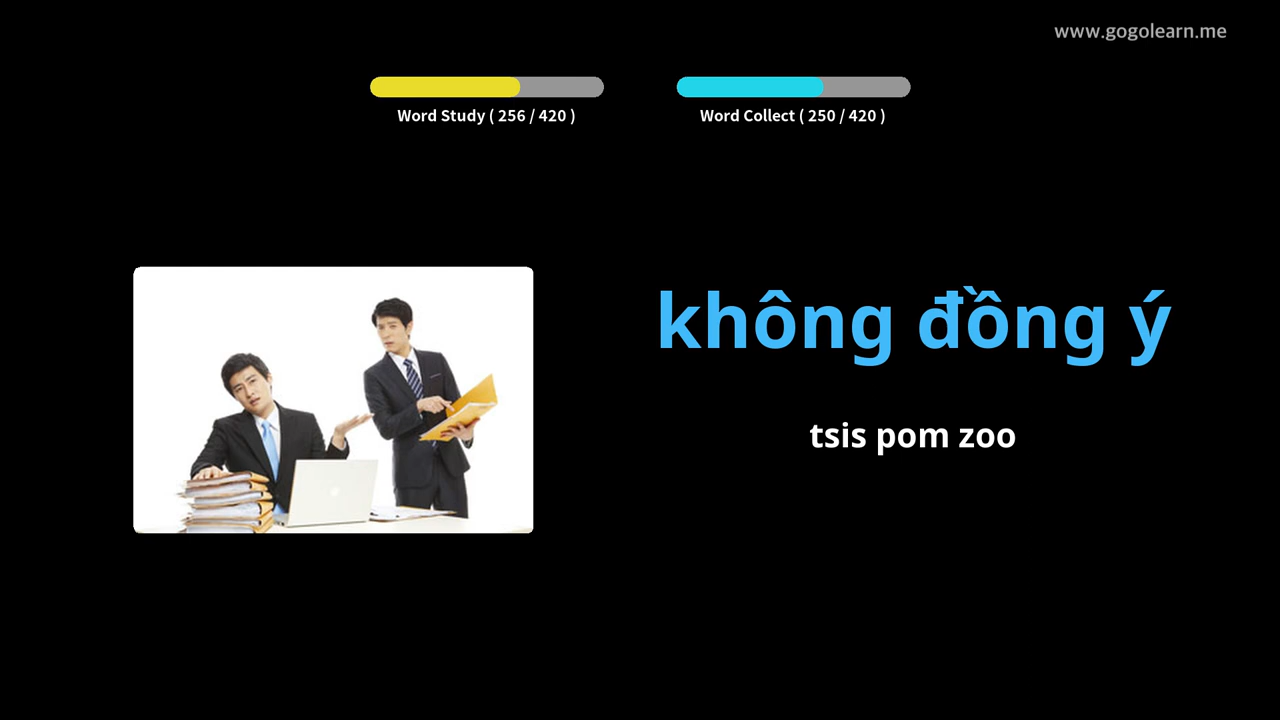 www.gogolearn.me
Word Study ( 256 / 420 )
Word Collect ( 250 / 420 )
không đồng ý
tsis pom zoo